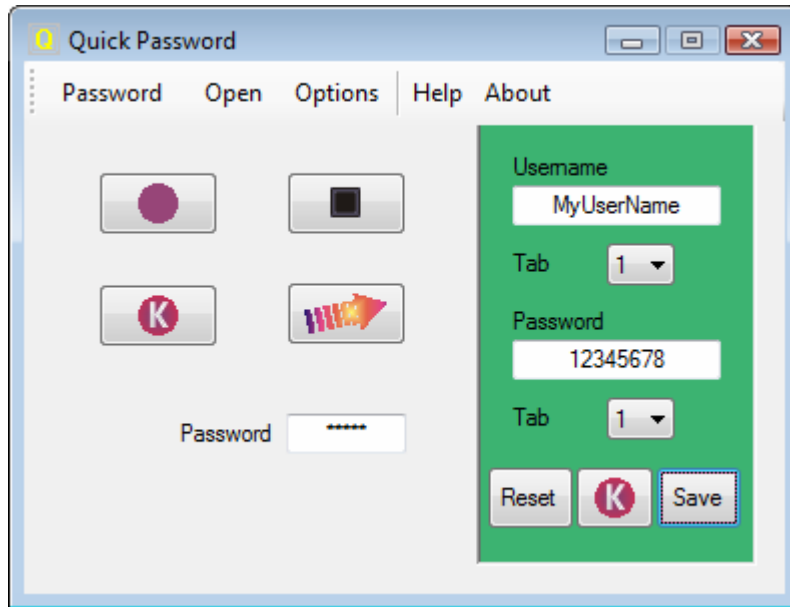 Q Quick Password
Password Open Options Help About
Username
MyUserName
Tab 1
Password
12345678
Tab 1
K
Password *****
Reset K Save